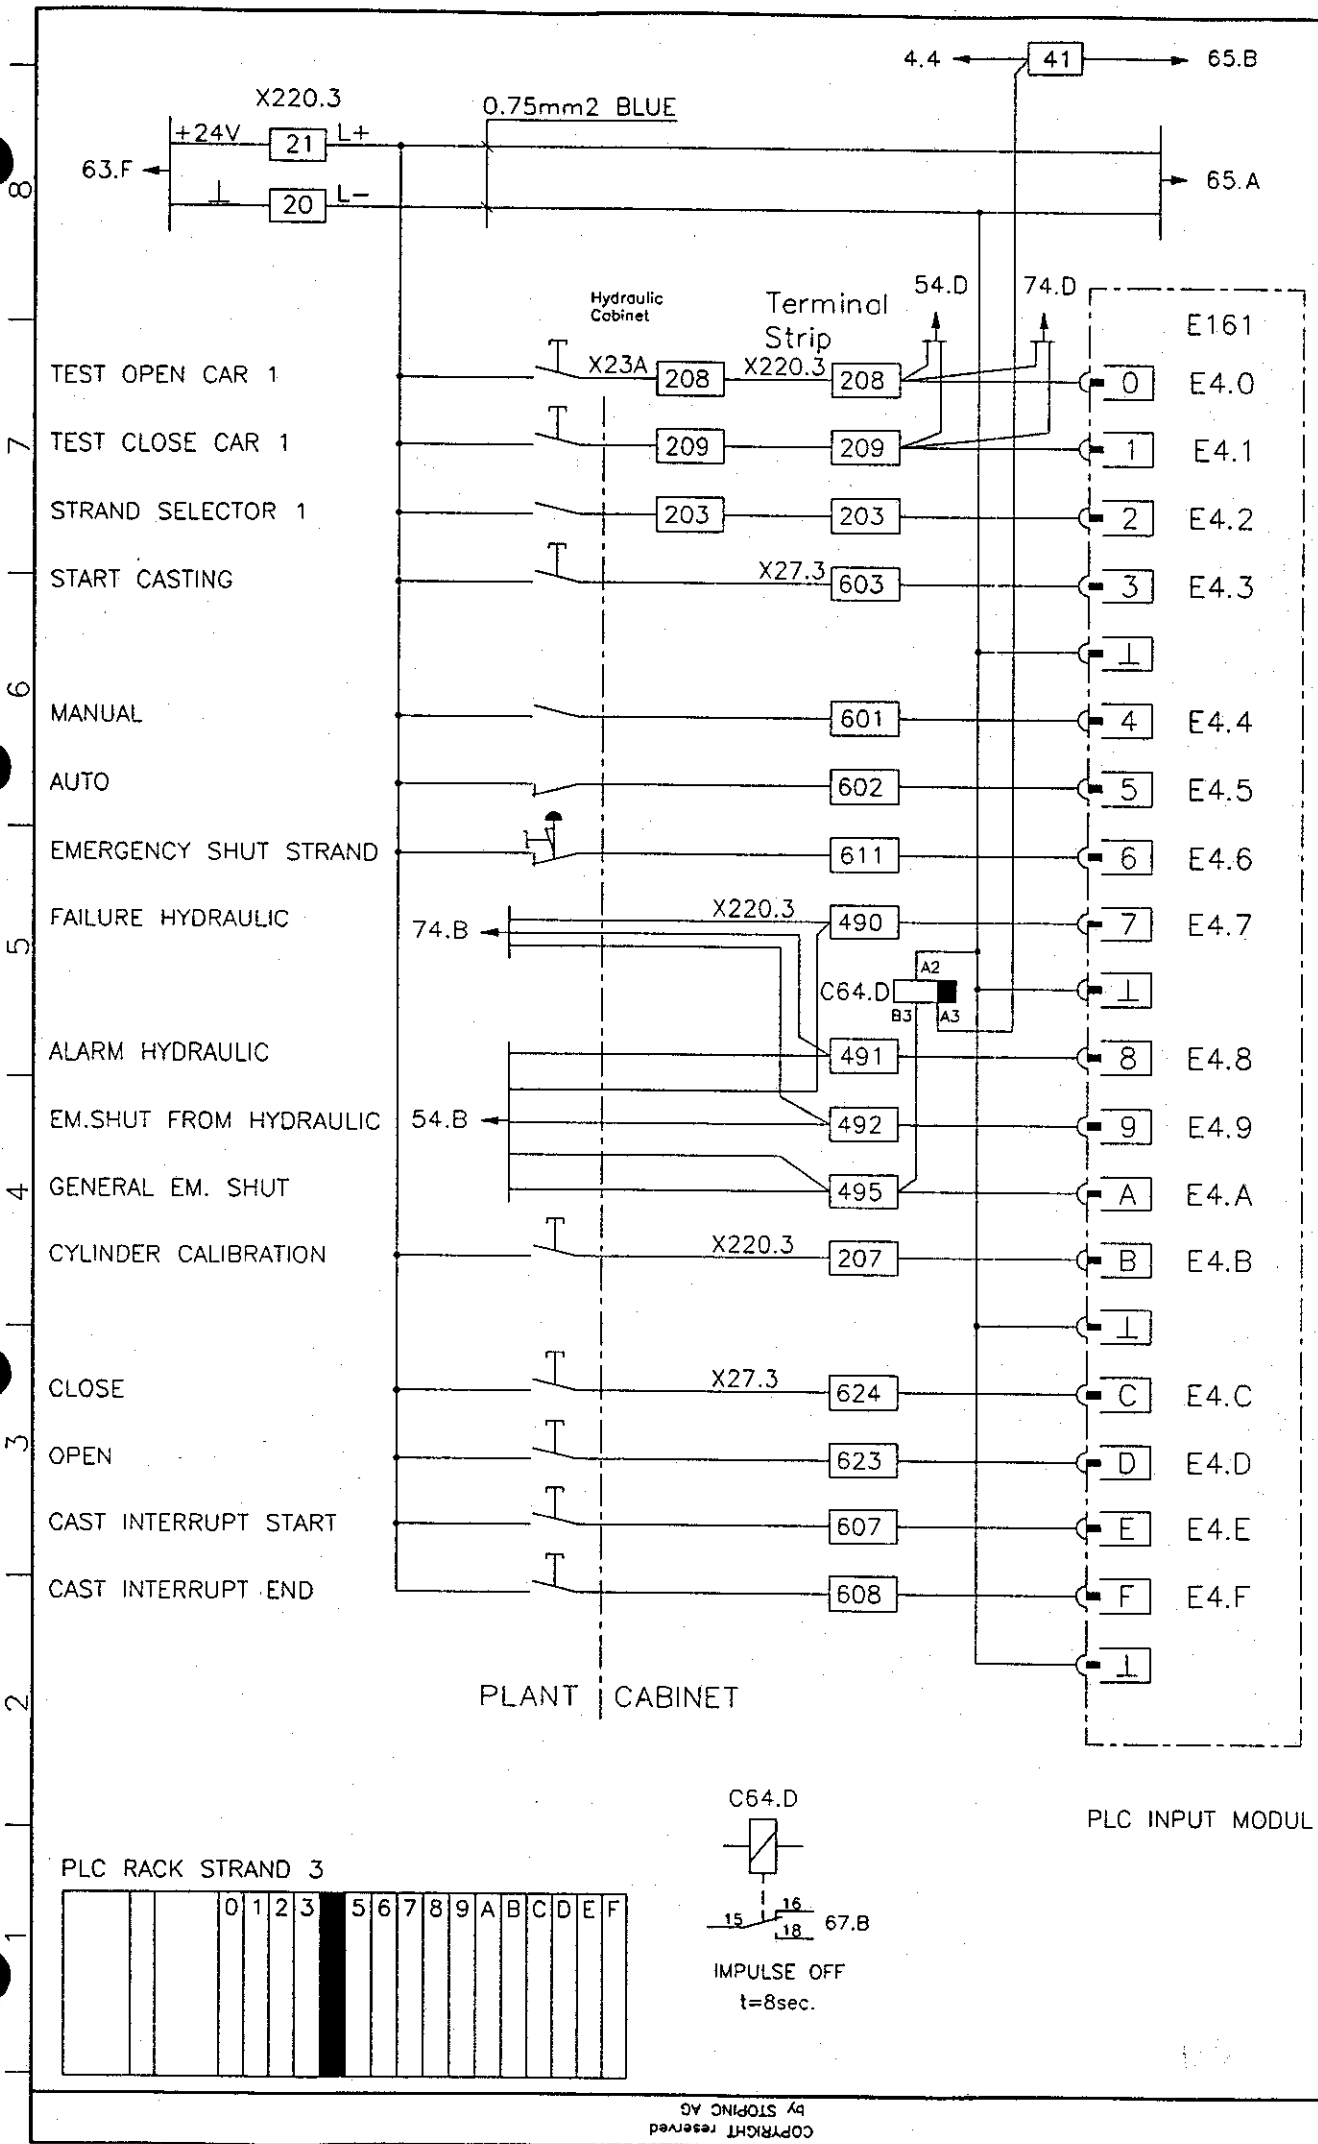 4.4 41 65.B
X220.3
0.75mm2 BLUE
+24V 21 L+
63.F
65.A
⊥ 20 L-
54.D 74.D
Hydraulic
Cabinet
Terminal
Strip
E161
TEST OPEN CAR 1 X23A 208 X220.3 208 0 E4.0
TEST CLOSE CAR 1 209 209 1 E4.1
STRAND SELECTOR 1 203 203 2 E4.2
START CASTING X27.3 603 3 E4.3
⊥
MANUAL 601 4 E4.4
AUTO 602 5 E4.5
EMERGENCY SHUT STRAND 611 6 E4.6
FAILURE HYDRAULIC 74.B X220.3 490 7 E4.7
A2
C64.D ⊥
B3 A3
ALARM HYDRAULIC 491 8 E4.8
EM.SHUT FROM HYDRAULIC 54.B 492 9 E4.9
GENERAL EM. SHUT 495 A E4.A
CYLINDER CALIBRATION X220.3 207 B E4.B
⊥
CLOSE X27.3 624 C E4.C
OPEN 623 D E4.D
CAST INTERRUPT START 607 E E4.E
CAST INTERRUPT END 608 F E4.F
⊥
PLANT CABINET
PLC INPUT MODUL
C64.D
15 16
18 67.B
IMPULSE OFF
t=8sec.
PLC RACK STRAND 3
0 1 2 3 5 6 7 8 9 A B C D E F
8
7
6
5
4
3
2
1
COPYRIGHT reserved
by STOPINC AG